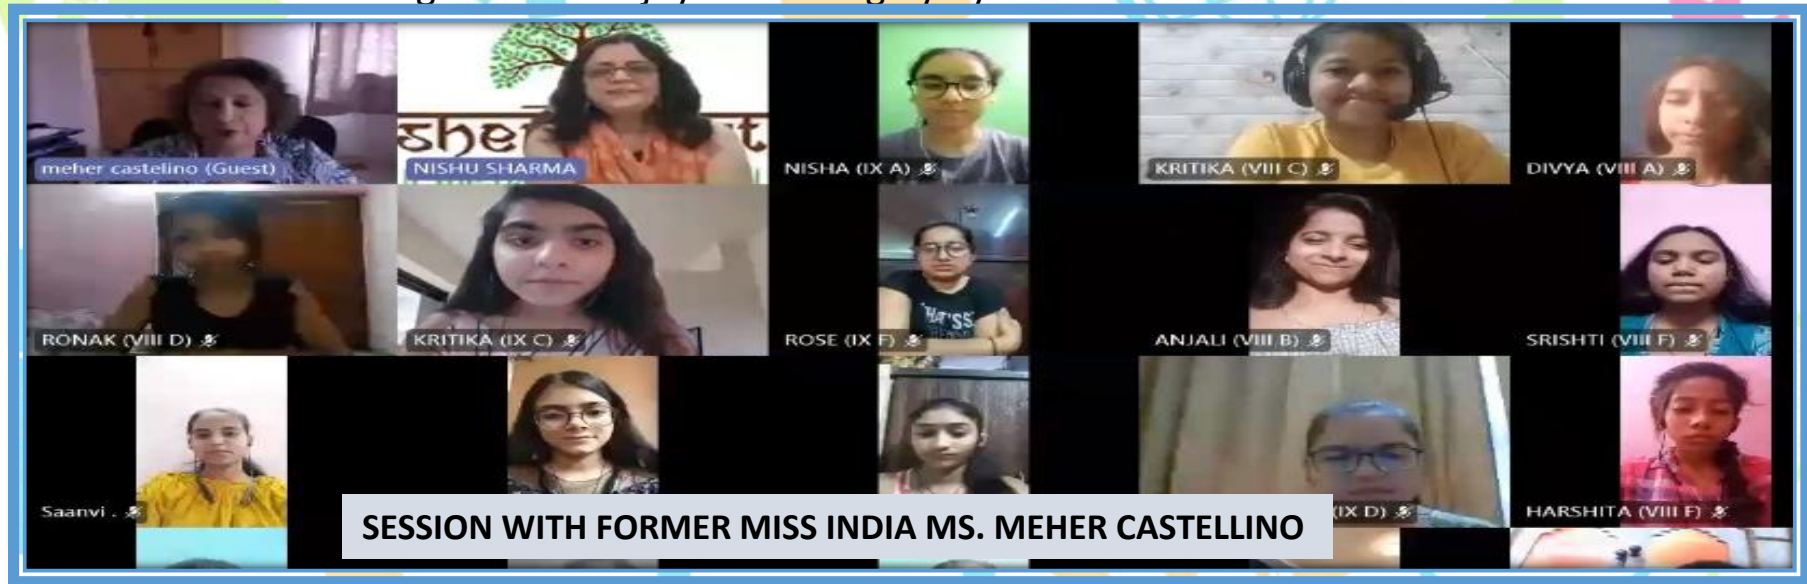 meher castelino (Guest)
NISHU SHARMA
NISHA (IX A)
KRITIKA (VIII C)
DIVYA (VIII A)
RONAK (VIII D)
KRITIKA (IX C)
ROSE (IX F)
ANJALI (VIII B)
SRISHTI (VIII F)
Saanvi .
(IX D)
HARSHITA (VIII F)
SESSION WITH FORMER MISS INDIA MS. MEHER CASTELLINO